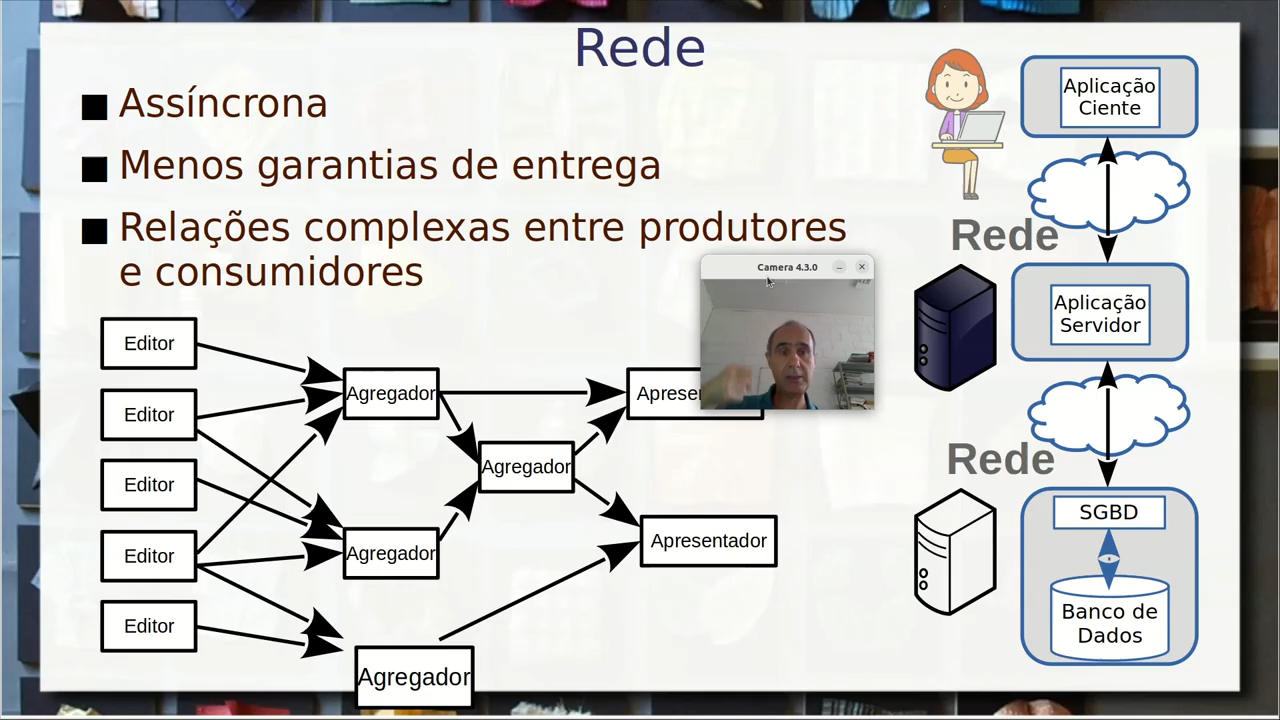 Rede
Assíncrona
Menos garantias de entrega
Relações complexas entre produtores
e consumidores
Editor
Editor
Editor
Editor
Editor
Agregador
Agregador
Agregador
Agregador
Apresen
Apresentador
Camera 4.3.0
Aplicação
Ciente
Rede
Aplicação
Servidor
Rede
SGBD
Banco de
Dados